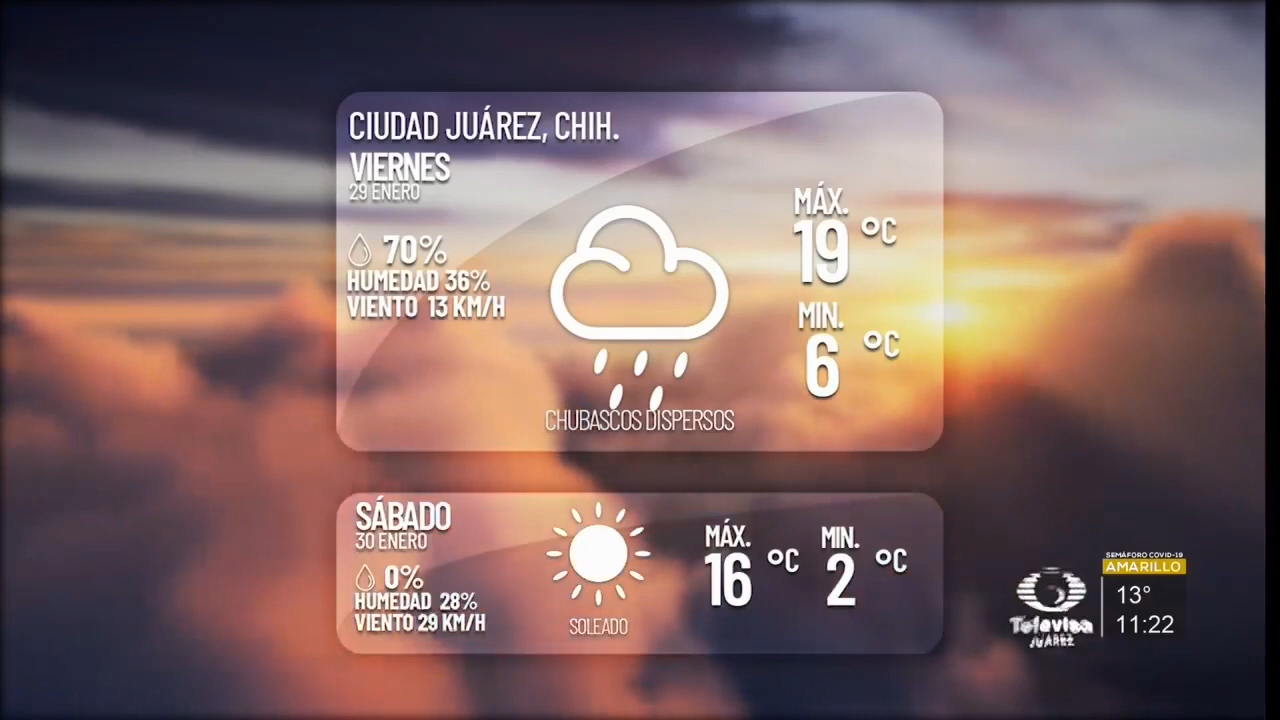 CIUDAD JUÁREZ, CHIH.
VIERNES
29 ENERO
70%
HUMEDAD 36%
VIENTO 13 KM/H
CHUBASCOS DISPERSOS
MÁX.
19 °C
MIN.
6 °C
SÁBADO
30 ENERO
0%
HUMEDAD 28%
VIENTO 29 KM/H
SOLEADO
MÁX.
16 °C
MIN.
2 °C
SEMÁFORO COVID-19
AMARILLO
Televisa
JUÁREZ
13°
11:22